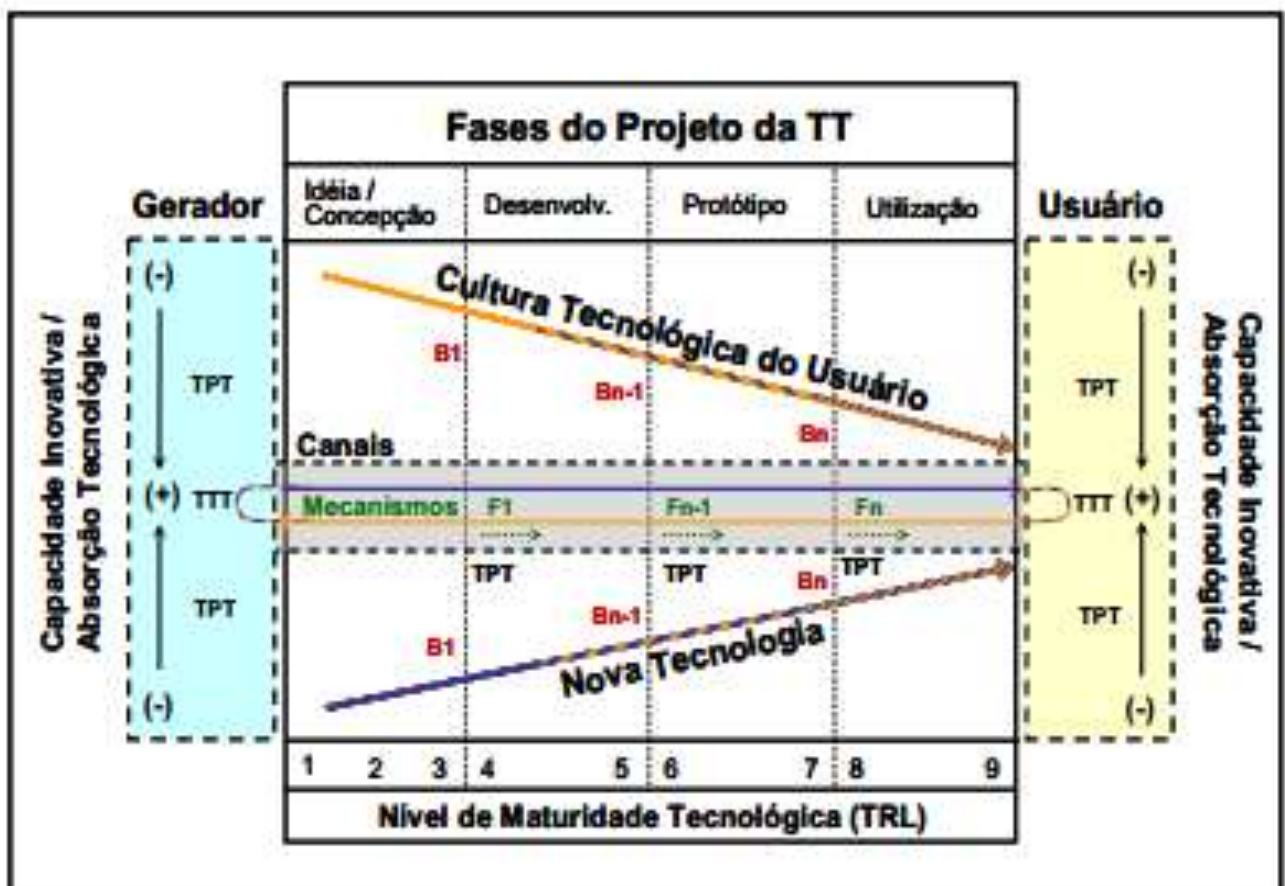 Fases do Projeto da TT
Idéia /
Concepção
Desenvolv.
Protótipo
Utilização
Gerador
Usuário
Capacidade Inovativa /
Absorção Tecnológica
(-)
TPT
(+)
TTT
TPT
(-)
Cultura Tecnológica do Usuário
B1
Bn-1
Bn
Canais
Mecanismos
F1
Fn-1
Fn
TPT
TPT
TPT
B1
Bn-1
Bn
Nova Tecnologia
(-)
TPT
TTT
(+)
TPT
(-)
Capacidade Inovativa /
Absorção Tecnológica
1 2 3 4 5 6 7 8 9
Nível de Maturidade Tecnológica (TRL)